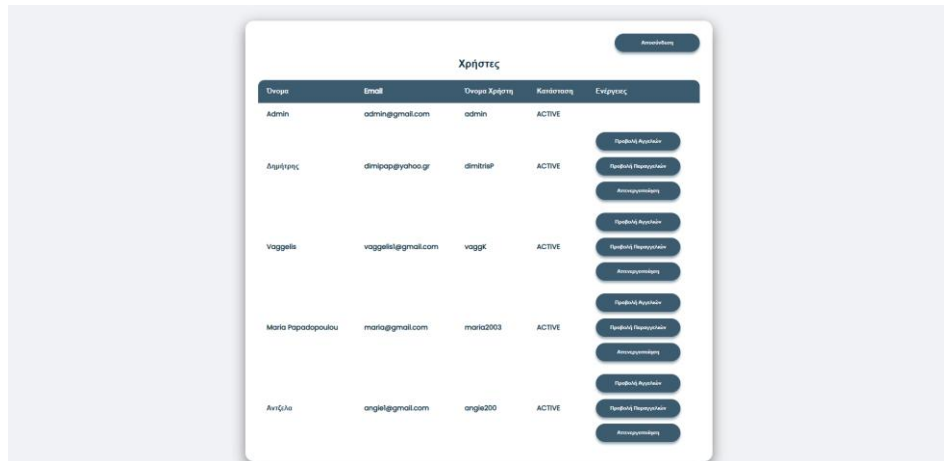 Αποσύνδεση
Χρήστες
Όνομα Email Όνομα Χρήστη Κατάσταση Ενέργειες
Admin admin@gmail.com admin ACTIVE
Προβολή Αγγελιών
Δημήτρης dimipap@yahoo.gr dimitrisP ACTIVE Προβολή Παραγγελιών
Απενεργοποίηση
Προβολή Αγγελιών
Vaggelis vaggelis1@gmail.com vaggK ACTIVE Προβολή Παραγγελιών
Απενεργοποίηση
Προβολή Αγγελιών
Maria Papadopoulou maria@gmail.com maria2003 ACTIVE Προβολή Παραγγελιών
Απενεργοποίηση
Προβολή Αγγελιών
Αντζελα angie1@gmail.com angie200 ACTIVE Προβολή Παραγγελιών
Απενεργοποίηση